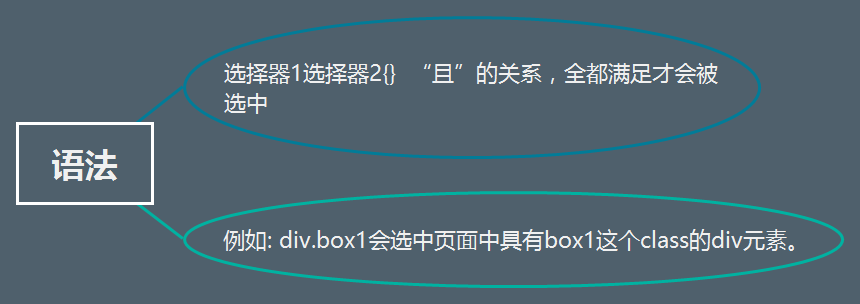 选择器1选择器2{} “且”的关系，全都满足才会被
选中
语法
例如: div.box1会选中页面中具有box1这个class的div元素。